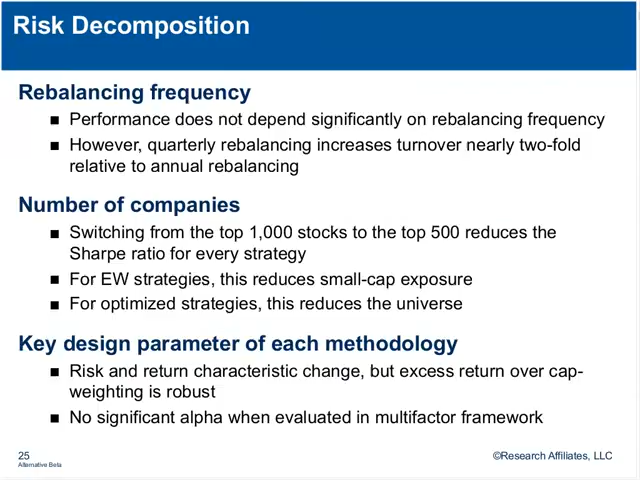 Risk Decomposition
Rebalancing frequency
■ Performance does not depend significantly on rebalancing frequency
■ However, quarterly rebalancing increases turnover nearly two-fold
relative to annual rebalancing
Number of companies
■ Switching from the top 1,000 stocks to the top 500 reduces the
Sharpe ratio for every strategy
■ For EW strategies, this reduces small-cap exposure
■ For optimized strategies, this reduces the universe
Key design parameter of each methodology
■ Risk and return characteristic change, but excess return over cap-
weighting is robust
■ No significant alpha when evaluated in multifactor framework
25
Alternative Beta
©Research Affiliates, LLC